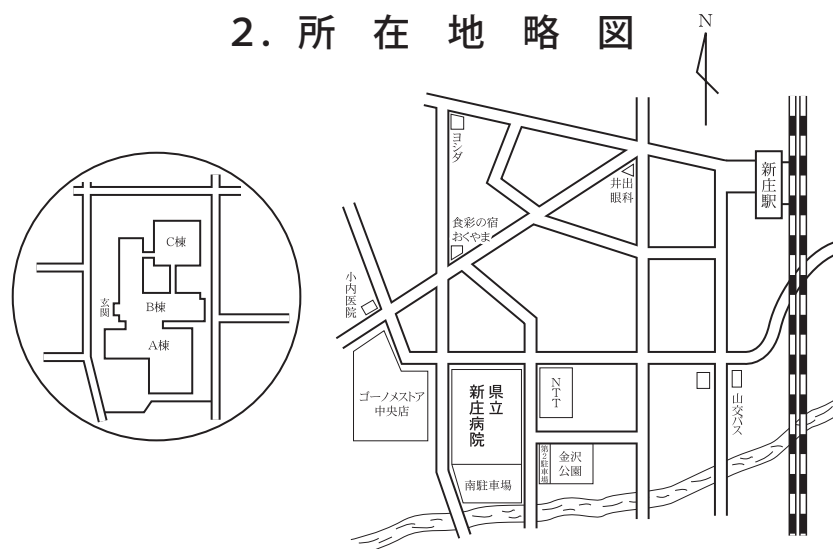 2. 所在地略図
N
ヨシダ
井出
眼科
新庄駅
食彩の宿
おくやま
小内医院
C棟
玄関
B棟
A棟
ゴーノメストア
中央店
県立
新庄病院
NTT
山交バス
南駐車場
第2駐車場
金沢
公園